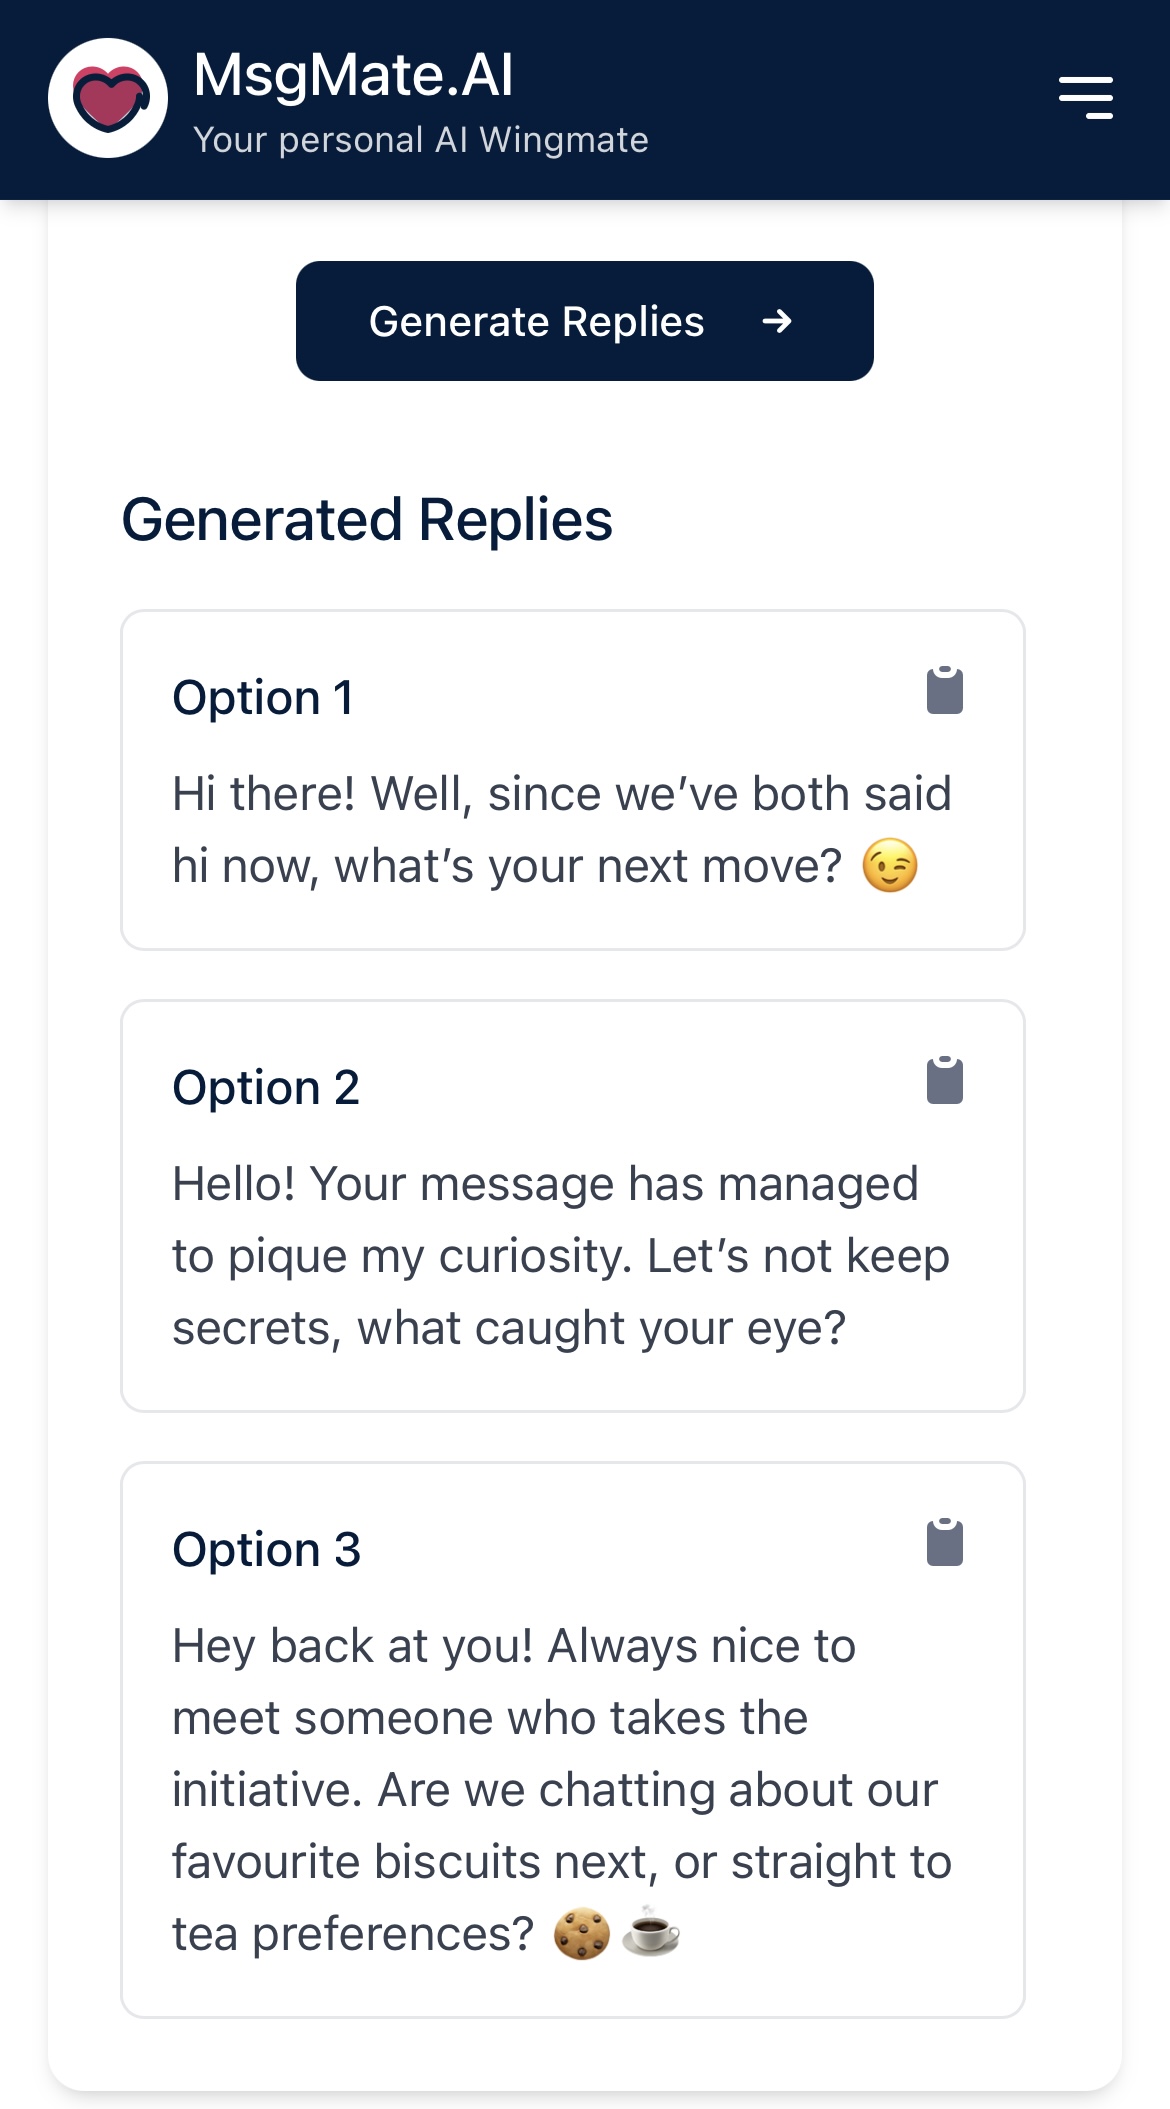 MsgMate.AI
Your personal AI Wingmate
Generate Replies →
Generated Replies
Option 1
Hi there! Well, since we’ve both said
hi now, what’s your next move? 😉
Option 2
Hello! Your message has managed
to pique my curiosity. Let’s not keep
secrets, what caught your eye?
Option 3
Hey back at you! Always nice to
meet someone who takes the
initiative. Are we chatting about our
favourite biscuits next, or straight to
tea preferences? 🍪☕